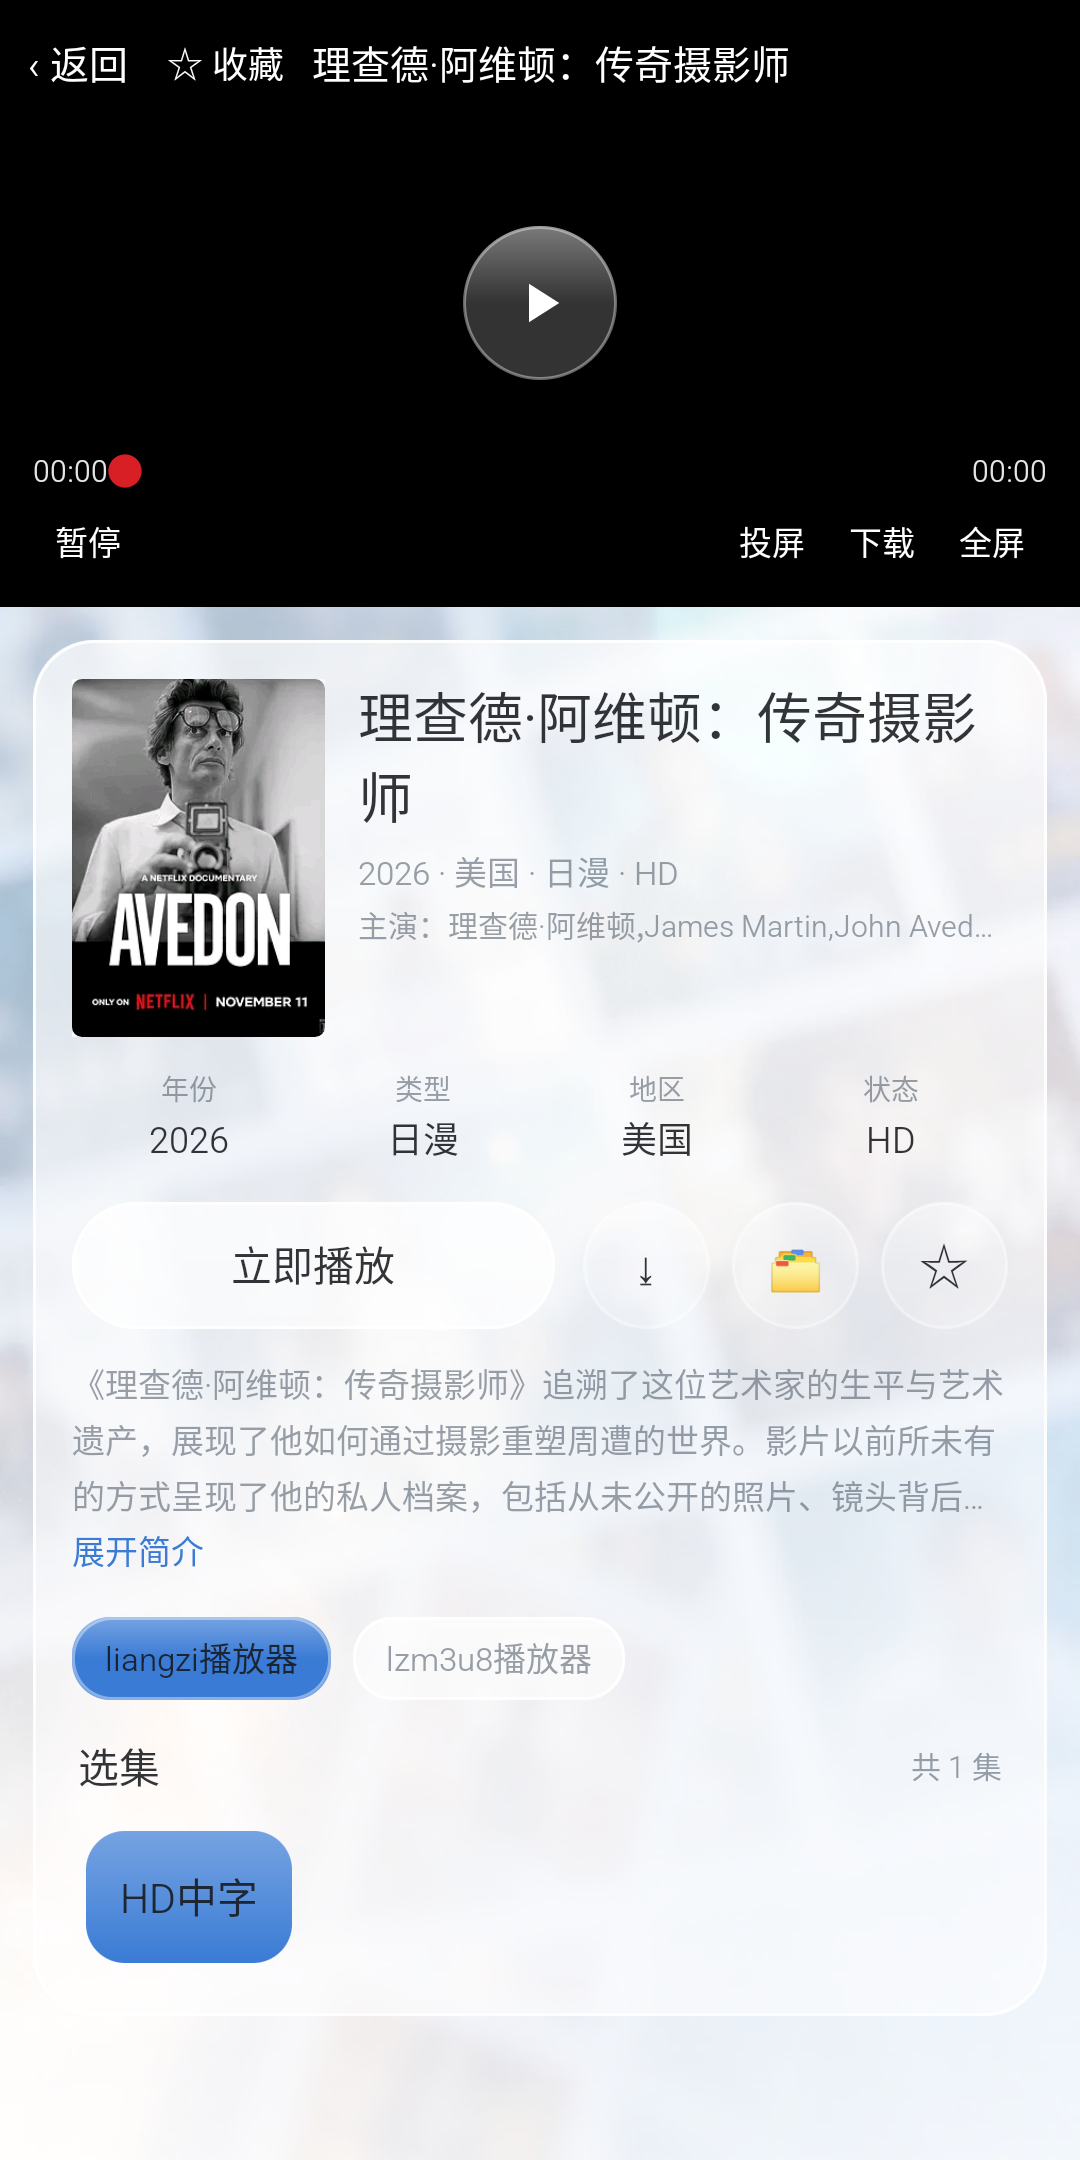 ‹ 返回 ☆ 收藏 理查德·阿维顿：传奇摄影师
00:00 00:00
暂停 投屏 下载 全屏
理查德·阿维顿：传奇摄影
师
2026 · 美国 · 日漫 · HD
主演：理查德·阿维顿,James Martin,John Aved...
A NETFLIX DOCUMENTARY
AVEDON
ONLY ON NETFLIX | NOVEMBER 11
年份 类型 地区 状态
2026 日漫 美国 HD
立即播放 ↓ ☆
《理查德·阿维顿：传奇摄影师》追溯了这位艺术家的生平与艺术
遗产，展现了他如何通过摄影重塑周遭的世界。影片以前所未有
的方式呈现了他的私人档案，包括从未公开的照片、镜头背后...
展开简介
liangzi播放器 lzm3u8播放器
选集 共 1 集
HD中字